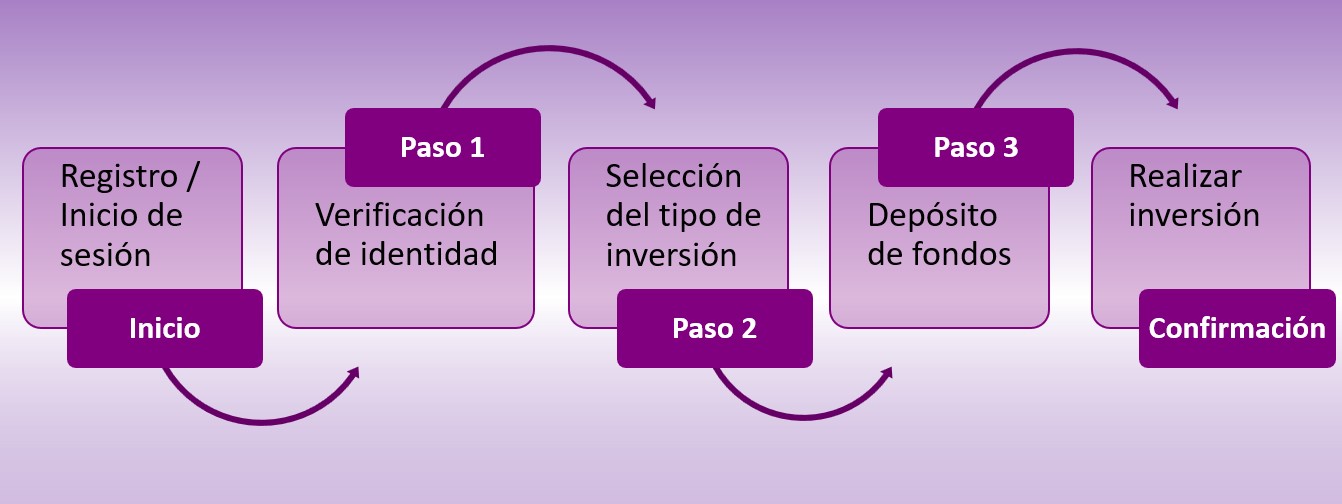 Registro /
Inicio de
sesión
Inicio
Paso 1
Verificación
de identidad
Selección
del tipo de
inversión
Paso 2
Paso 3
Depósito
de fondos
Realizar
inversión
Confirmación